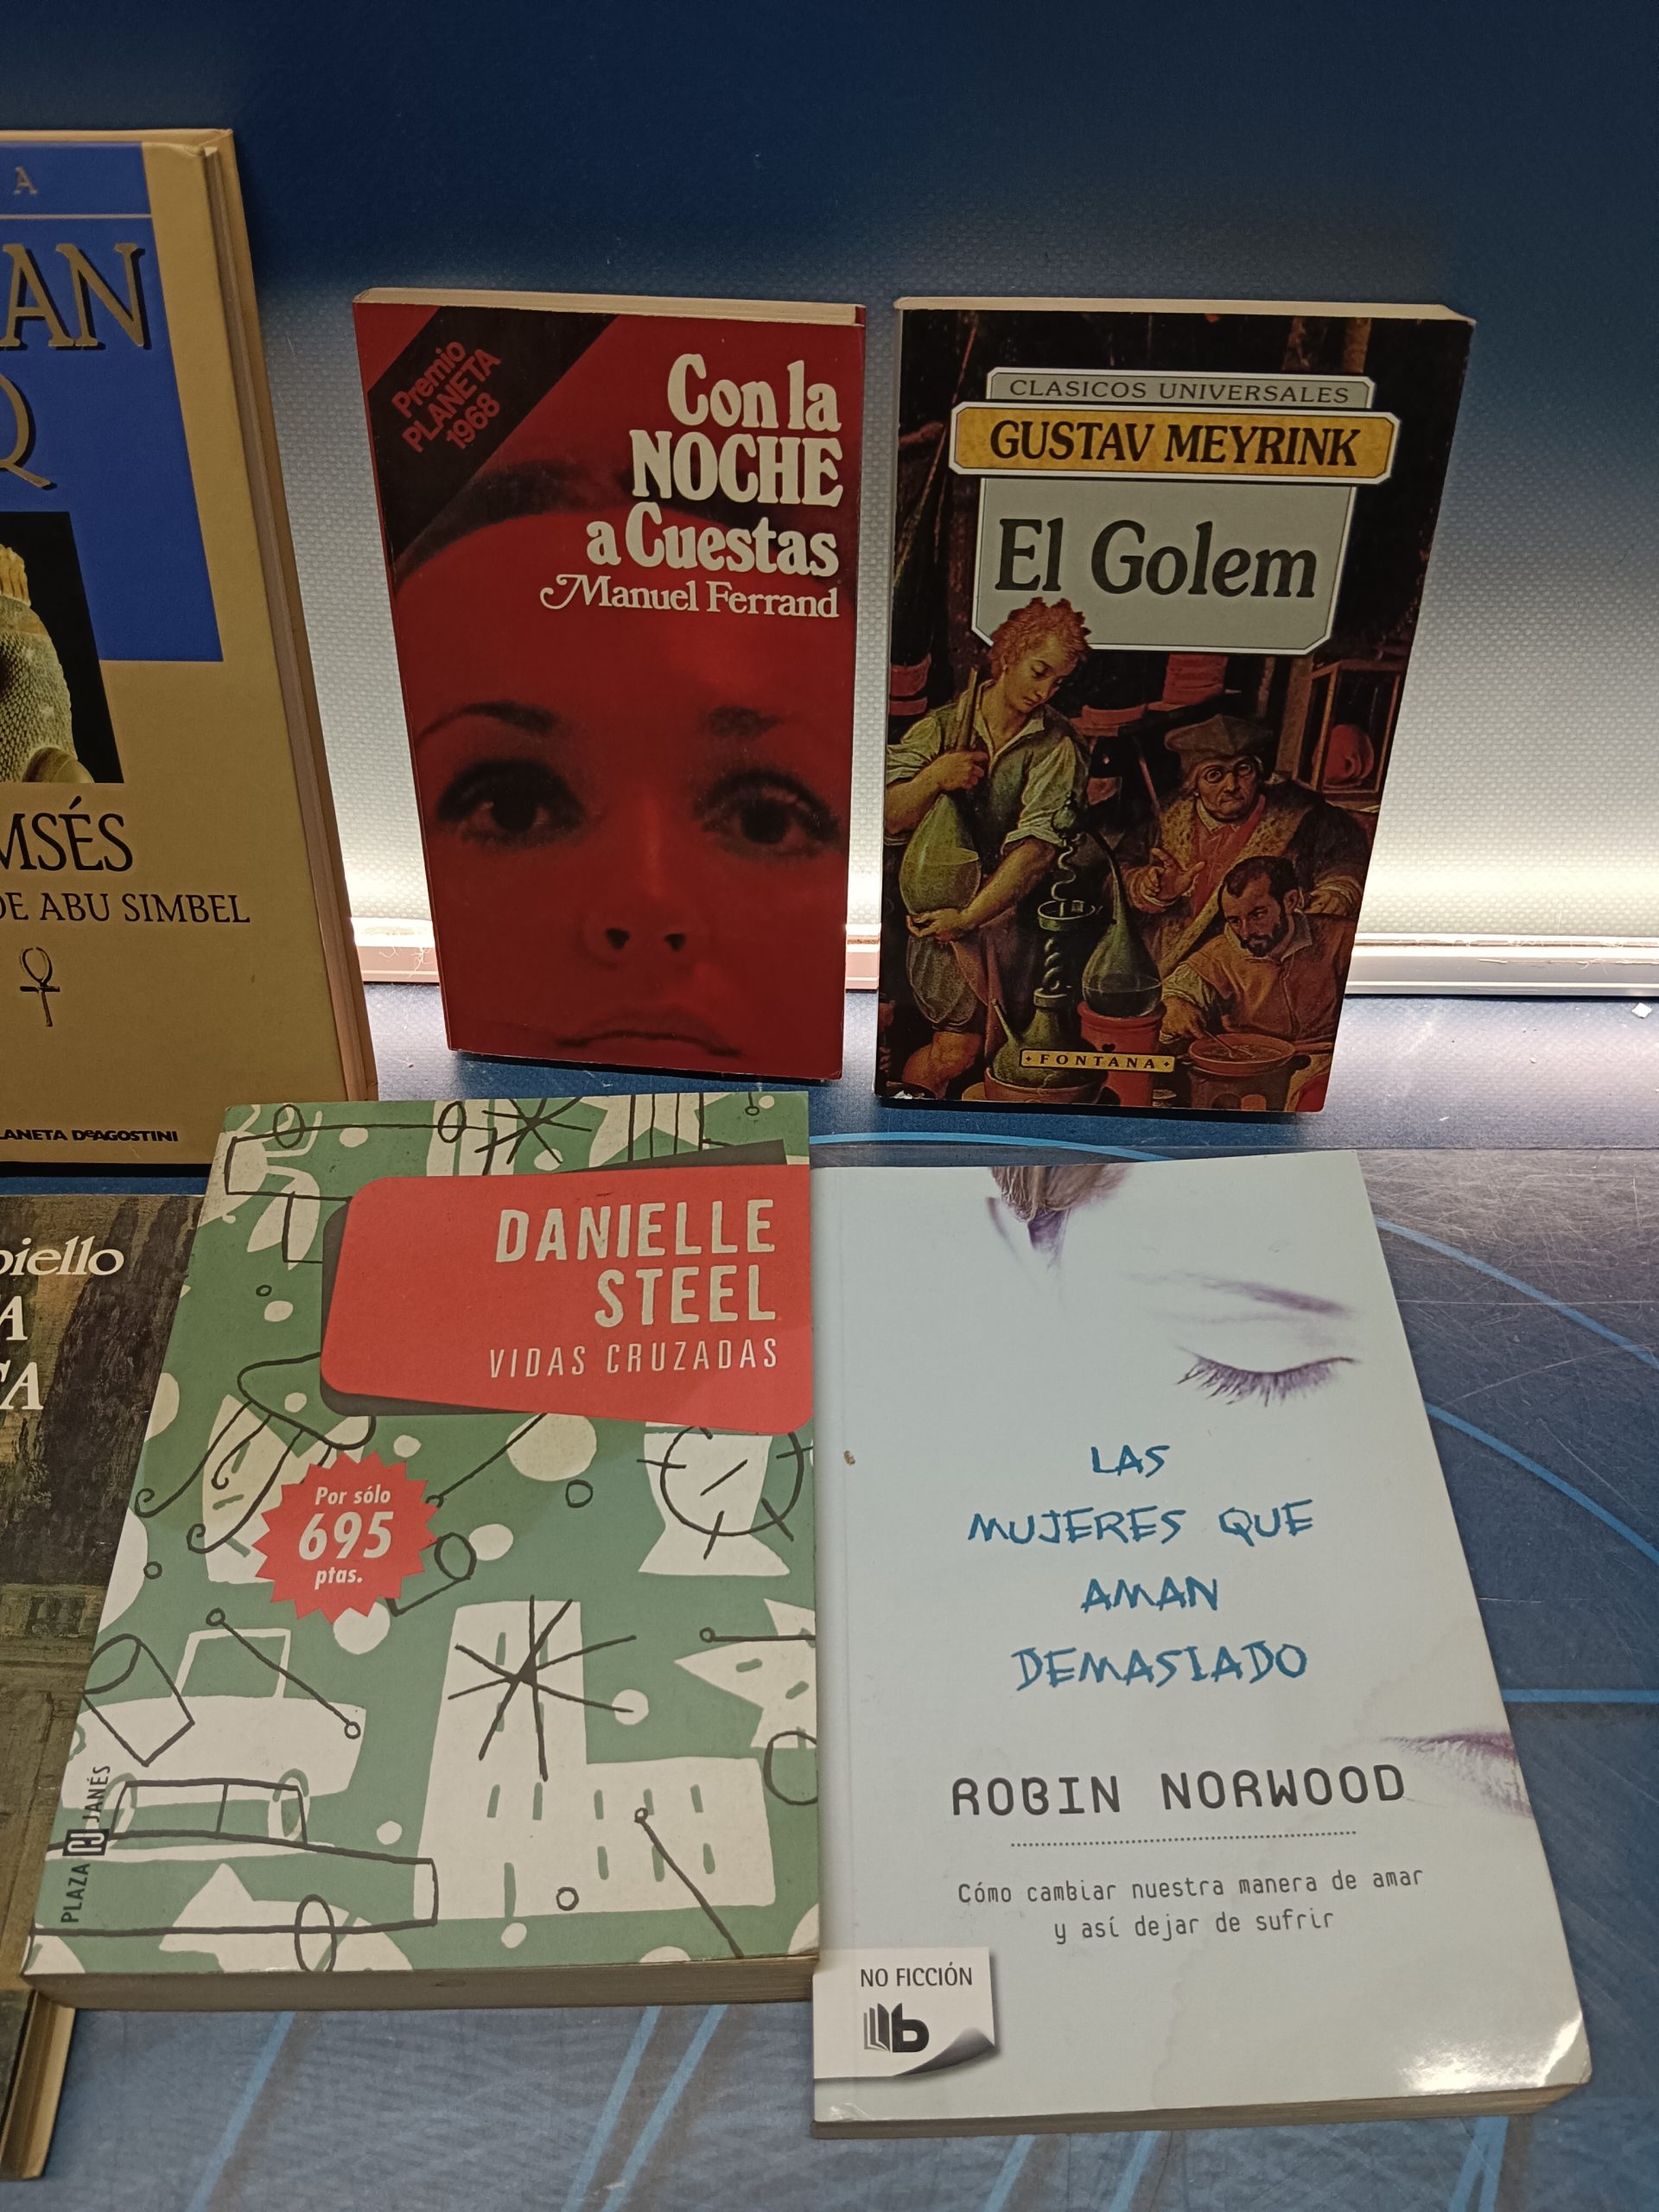 A
AN
Q
MSÉS
DE ABU SIMBEL
PLANETA DeAGOSTINI
Premio
PLANETA
1968
Con la
NOCHE
a Cuestas
Manuel Ferrand
CLASICOS UNIVERSALES
GUSTAV MEYRINK
El Golem
FONTANA
piello
A
CA
DANIELLE
STEEL
VIDAS CRUZADAS
Por sólo
695
ptas.
PLAZA JANÉS
LAS
MUJERES QUE
AMAN
DEMASIADO
ROBIN NORWOOD
Cómo cambiar nuestra manera de amar
y así dejar de sufrir
NO FICCIÓN
b